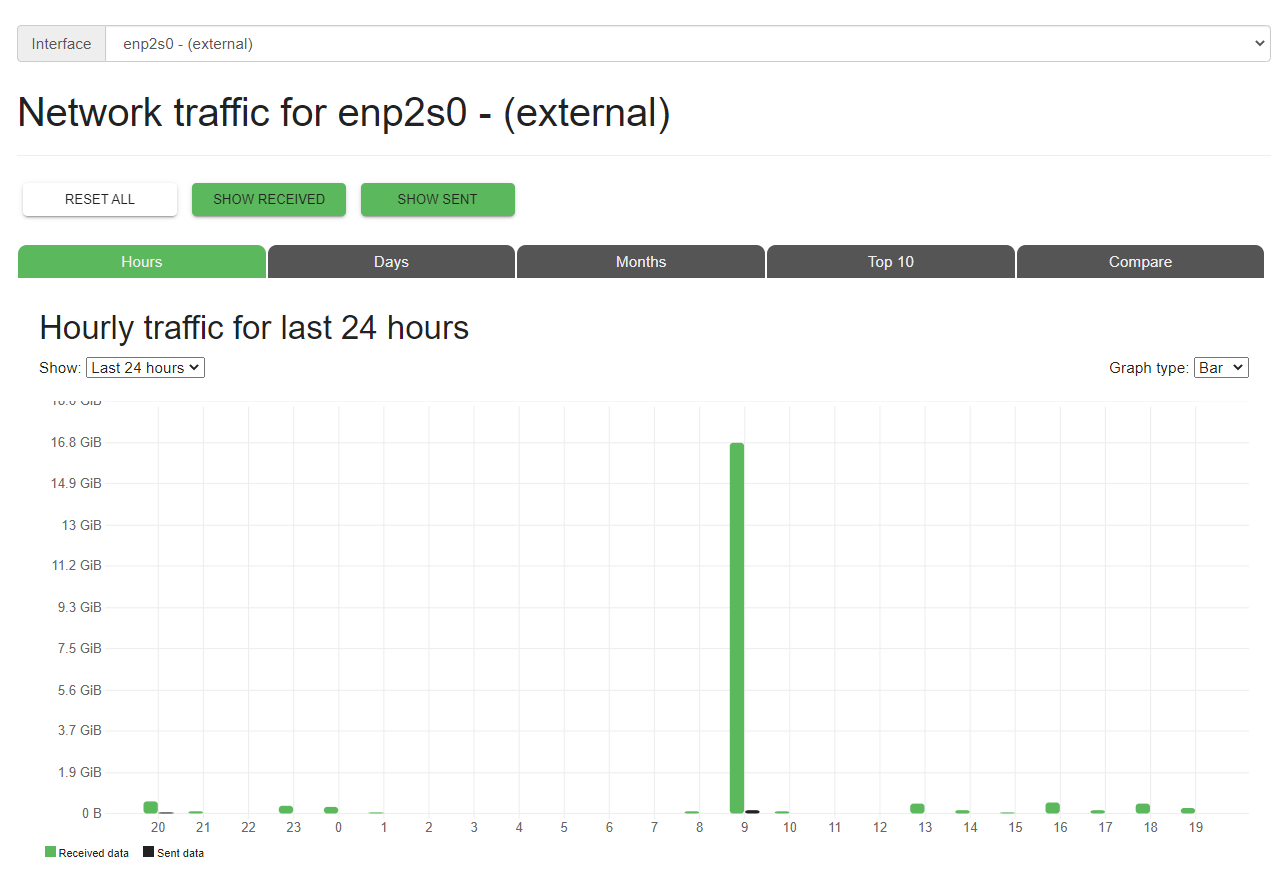 Interface enp2s0 - (external)
Network traffic for enp2s0 - (external)
RESET ALL SHOW RECEIVED SHOW SENT
Hours Days Months Top 10 Compare
Hourly traffic for last 24 hours
Show: Last 24 hours Graph type: Bar
16.8 GiB
14.9 GiB
13 GiB
11.2 GiB
9.3 GiB
7.5 GiB
5.6 GiB
3.7 GiB
1.9 GiB
0 B
20 21 22 23 0 1 2 3 4 5 6 7 8 9 10 11 12 13 14 15 16 17 18 19
Received data Sent data